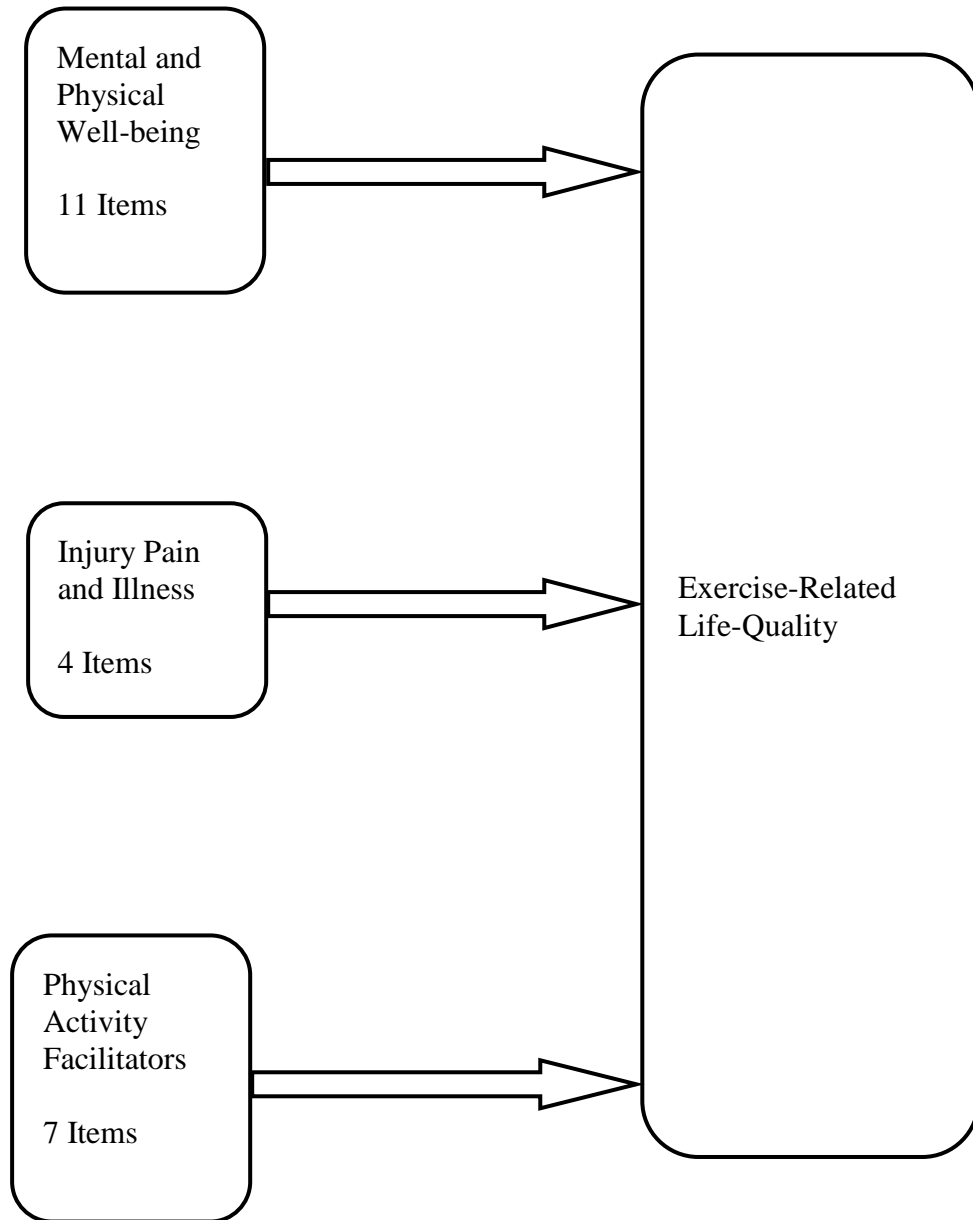 Mental and
Physical
Well-being
11 Items
Injury Pain
and Illness
4 Items
Exercise-Related
Life-Quality
Physical
Activity
Facilitators
7 Items